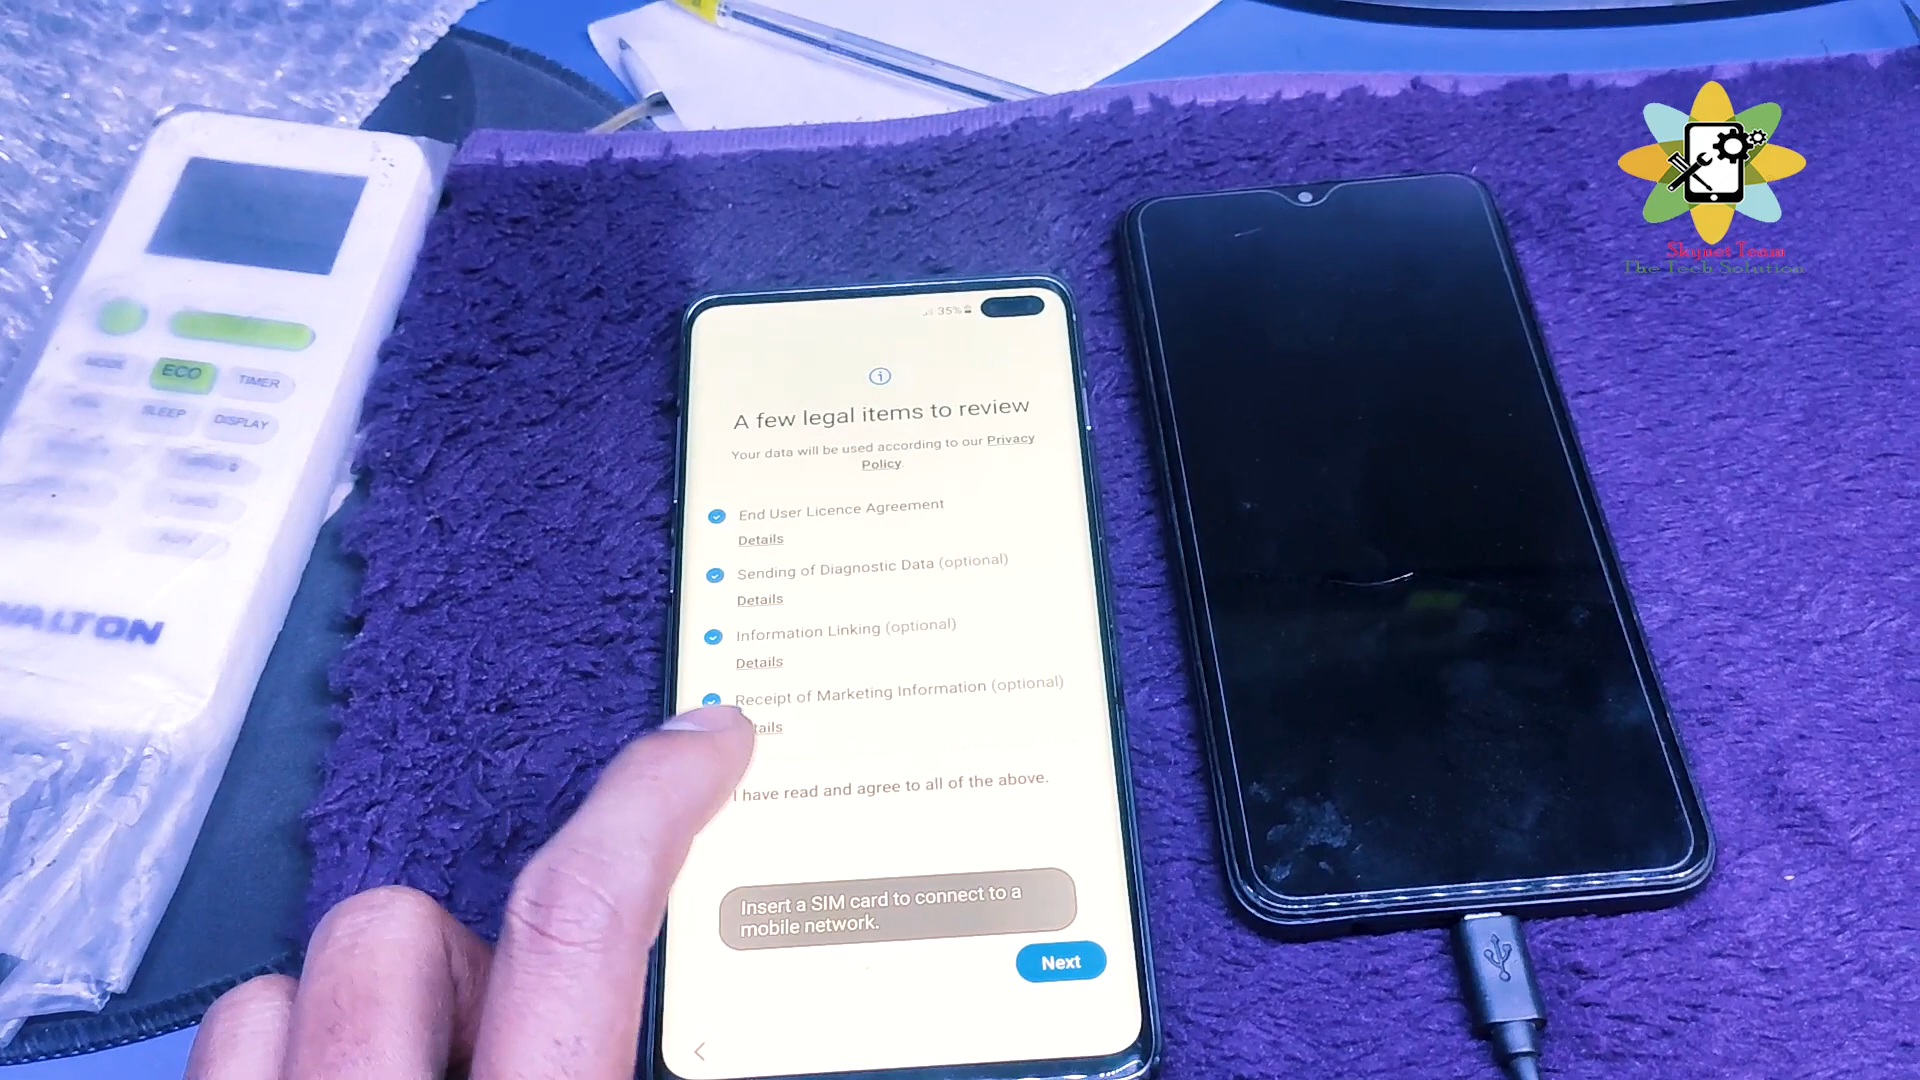 Skynet Team
The Tech Solution
35%
A few legal items to review
Your data will be used according to our Privacy
Policy.
End User Licence Agreement
Details
Sending of Diagnostic Data (optional)
Details
Information Linking (optional)
Details
Receipt of Marketing Information (optional)
tails
I have read and agree to all of the above.
Insert a SIM card to connect to a
mobile network.
Next
MODE
ECO
TIMER
SLEEP
DISPLAY
WALTON